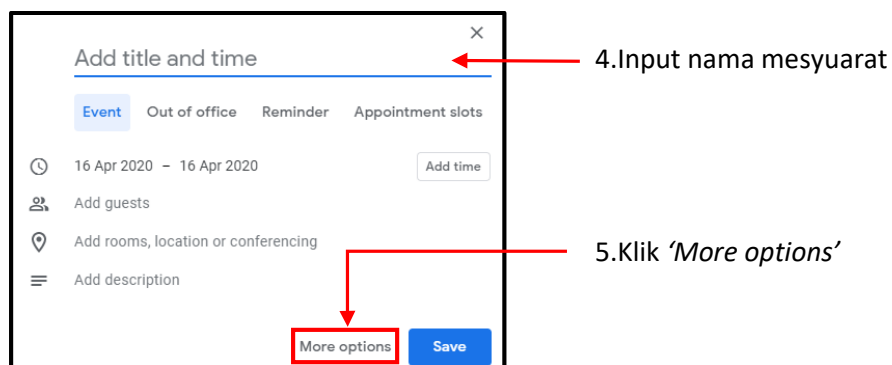 Add title and time
4.Input nama mesyuarat
Event Out of office Reminder Appointment slots
16 Apr 2020 – 16 Apr 2020 Add time
Add guests
Add rooms, location or conferencing
5.Klik ‘More options’
Add description
More options Save